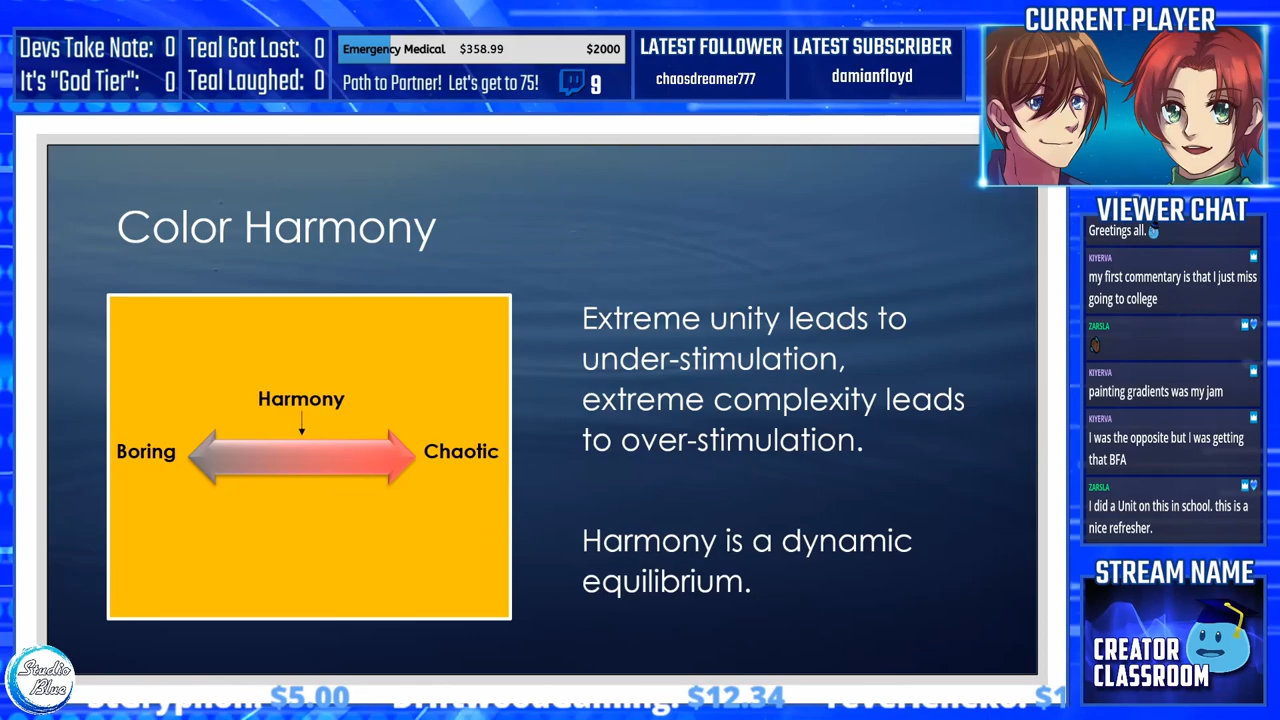 CURRENT PLAYER
Devs Take Note: 0
It's "God Tier": 0
Teal Got Lost: 0
Teal Laughed: 0
Emergency Medical $358.99 $2000
Path to Partner! Let's get to 75! 9
LATEST FOLLOWER
chaosdreamer777
LATEST SUBSCRIBER
damianfloyd
Color Harmony
Harmony
Boring
Chaotic
Extreme unity leads to
under-stimulation,
extreme complexity leads
to over-stimulation.
Harmony is a dynamic
equilibrium.
VIEWER CHAT
Greetings all.
KIYERVA
my first commentary is that I just miss
going to college
ZARSLA
KIYERVA
painting gradients was my jam
KIYERVA
I was the opposite but I was getting
that BFA
ZARSLA
I did a Unit on this in school. this is a
nice refresher.
STREAM NAME
CREATOR
CLASSROOM
Studio
Blue
$5.00 $12.34